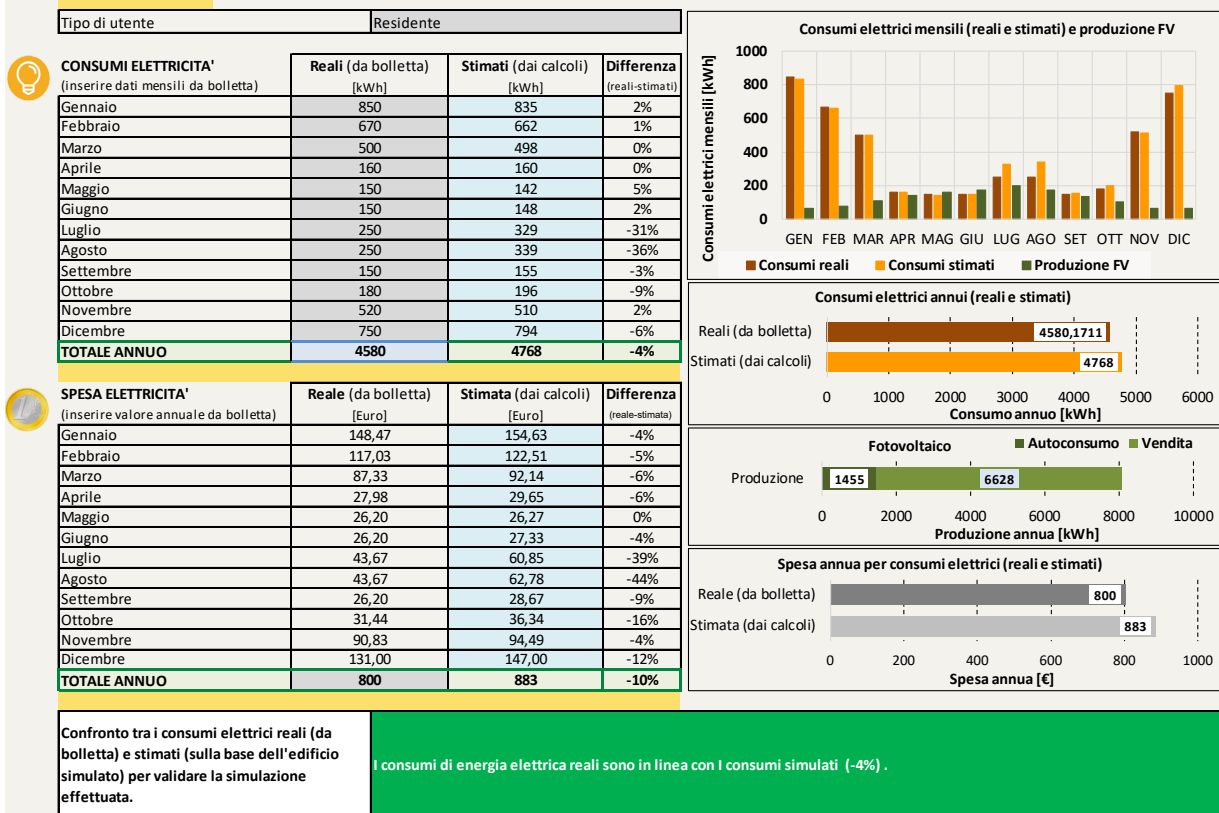 Tipo di utente Residente
CONSUMI ELETTRICITA' Reali (da bolletta) Stimati (dai calcoli) Differenza
(inserire dati mensili da bolletta) [kWh] [kWh] (reali-stimati)
Gennaio 850 835 2%
Febbraio 670 662 1%
Marzo 500 498 0%
Aprile 160 160 0%
Maggio 150 142 5%
Giugno 150 148 2%
Luglio 250 329 -31%
Agosto 250 339 -36%
Settembre 150 155 -3%
Ottobre 180 196 -9%
Novembre 520 510 2%
Dicembre 750 794 -6%
TOTALE ANNUO 4580 4768 -4%
SPESA ELETTRICITA' Reale (da bolletta) Stimata (dai calcoli) Differenza
(inserire valore annuale da bolletta) [Euro] [Euro] (reale-stimata)
Gennaio 148,47 154,63 -4%
Febbraio 117,03 122,51 -5%
Marzo 87,33 92,14 -6%
Aprile 27,98 29,65 -6%
Maggio 26,20 26,27 0%
Giugno 26,20 27,33 -4%
Luglio 43,67 60,85 -39%
Agosto 43,67 62,78 -44%
Settembre 26,20 28,67 -9%
Ottobre 31,44 36,34 -16%
Novembre 90,83 94,49 -4%
Dicembre 131,00 147,00 -12%
TOTALE ANNUO 800 883 -10%
Consumi elettrici mensili (reali e stimati) e produzione FV
Consumi elettrici mensili [kWh]
1000
800
600
400
200
0
GEN FEB MAR APR MAG GIU LUG AGO SET OTT NOV DIC
Consumi reali Consumi stimati Produzione FV
Consumi elettrici annui (reali e stimati)
Reali (da bolletta) 4580,1711
Stimati (dai calcoli) 4768
0 1000 2000 3000 4000 5000 6000
Consumo annuo [kWh]
Fotovoltaico Autoconsumo Vendita
Produzione 1455 6628
0 2000 4000 6000 8000 10000
Produzione annua [kWh]
Spesa annua per consumi elettrici (reali e stimati)
Reale (da bolletta) 800
Stimata (dai calcoli) 883
0 200 400 600 800 1000
Spesa annua [€]
Confronto tra i consumi elettrici reali (da
bolletta) e stimati (sulla base dell'edificio
simulato) per validare la simulazione
effettuata.
I consumi di energia elettrica reali sono in linea con I consumi simulati (-4%) .